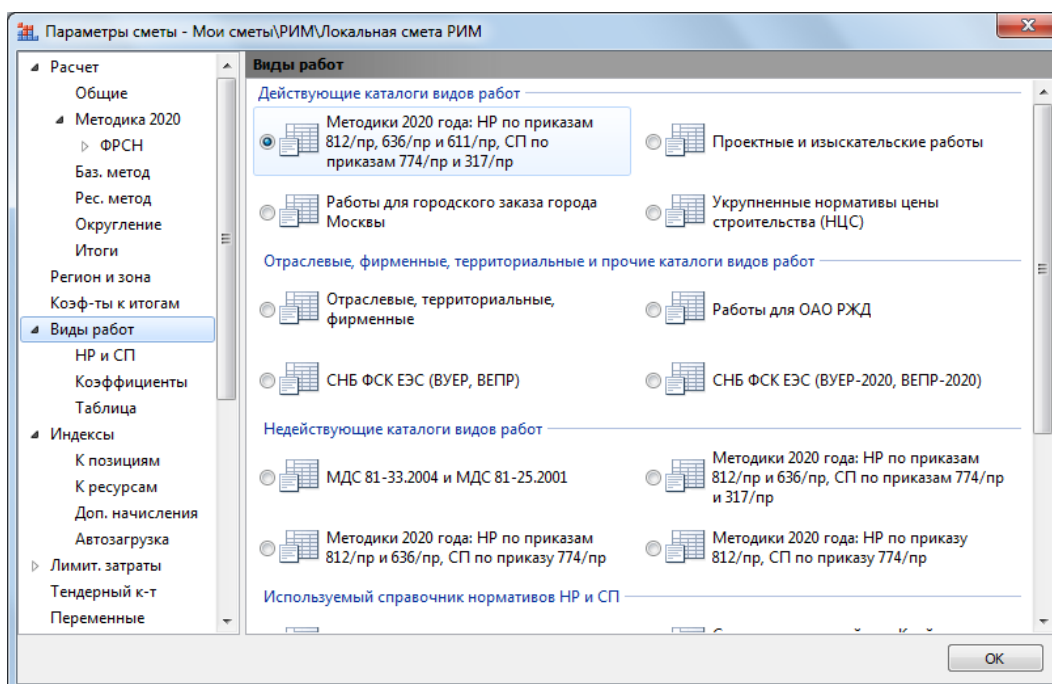 Параметры сметы - Мои сметы\РИМ\Локальная смета РИМ
Расчет
Общие
Методика 2020
ФРСН
Баз. метод
Рес. метод
Округление
Итоги
Регион и зона
Коэф-ты к итогам
Виды работ
НР и СП
Коэффициенты
Таблица
Индексы
К позициям
К ресурсам
Доп. начисления
Автозагрузка
Лимит. затраты
Тендерный к-т
Переменные
Виды работ
Действующие каталоги видов работ
Методики 2020 года: НР по приказам
812/пр, 636/пр и 611/пр, СП по
приказам 774/пр и 317/пр
Проектные и изыскательские работы
Работы для городского заказа города
Москвы
Укрупненные нормативы цены
строительства (НЦС)
Отраслевые, фирменные, территориальные и прочие каталоги видов работ
Отраслевые, территориальные,
фирменные
Работы для ОАО РЖД
СНБ ФСК ЕЭС (ВУЕР, ВЕПР)
СНБ ФСК ЕЭС (ВУЕР-2020, ВЕПР-2020)
Недействующие каталоги видов работ
МДС 81-33.2004 и МДС 81-25.2001
Методики 2020 года: НР по приказам
812/пр и 636/пр, СП по приказам 774/пр
и 317/пр
Методики 2020 года: НР по приказам
812/пр и 636/пр, СП по приказу 774/пр
Методики 2020 года: НР по приказу
812/пр, СП по приказу 774/пр
Используемый справочник нормативов НР и СП
ОК